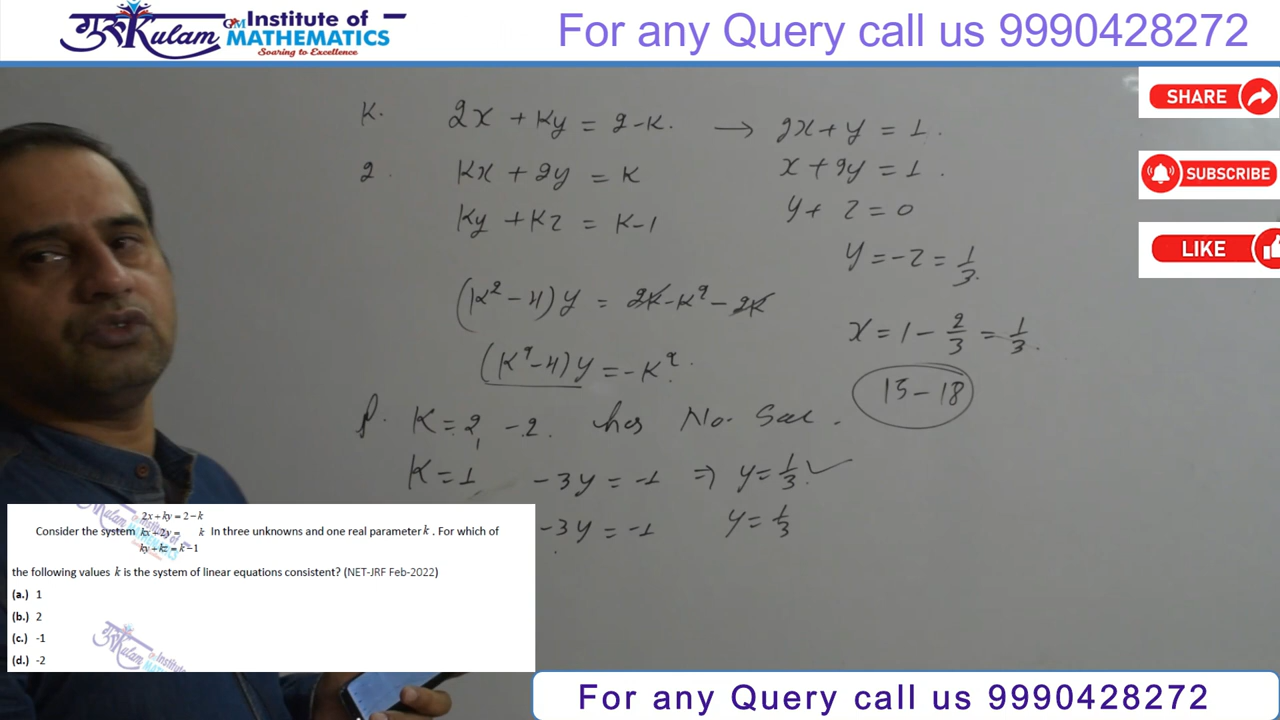 गुरुKulam
GIM Institute of
MATHEMATICS
Soaring to Excellence
For any Query call us 9990428272
SHARE
SUBSCRIBE
LIKE
K. 2x + Ky = 2-K. → 2x + y = 1.
2. Kx + 2y = K x + 2y = 1.
Ky + Kz = K-1 y + z = 0
y = -z = 1/3.
(K² - 4)y = 2K - K² - 2K
x = 1 - 2/3 = 1/3.
(K² - 4)y = -K².
15 - 18
K = 2, -2. has No. Sol.
K = 1 -3y = -1 ⇒ y = 1/3 ✓
-3y = -1 y = 1/3
2x + ky = 2 - k
Consider the system kx + 2y = k In three unknowns and one real parameter k . For which of
ky + kz = k - 1
the following values k is the system of linear equations consistent? (NET-JRF Feb-2022)
(a.) 1
(b.) 2
(c.) -1
(d.) -2
For any Query call us 9990428272